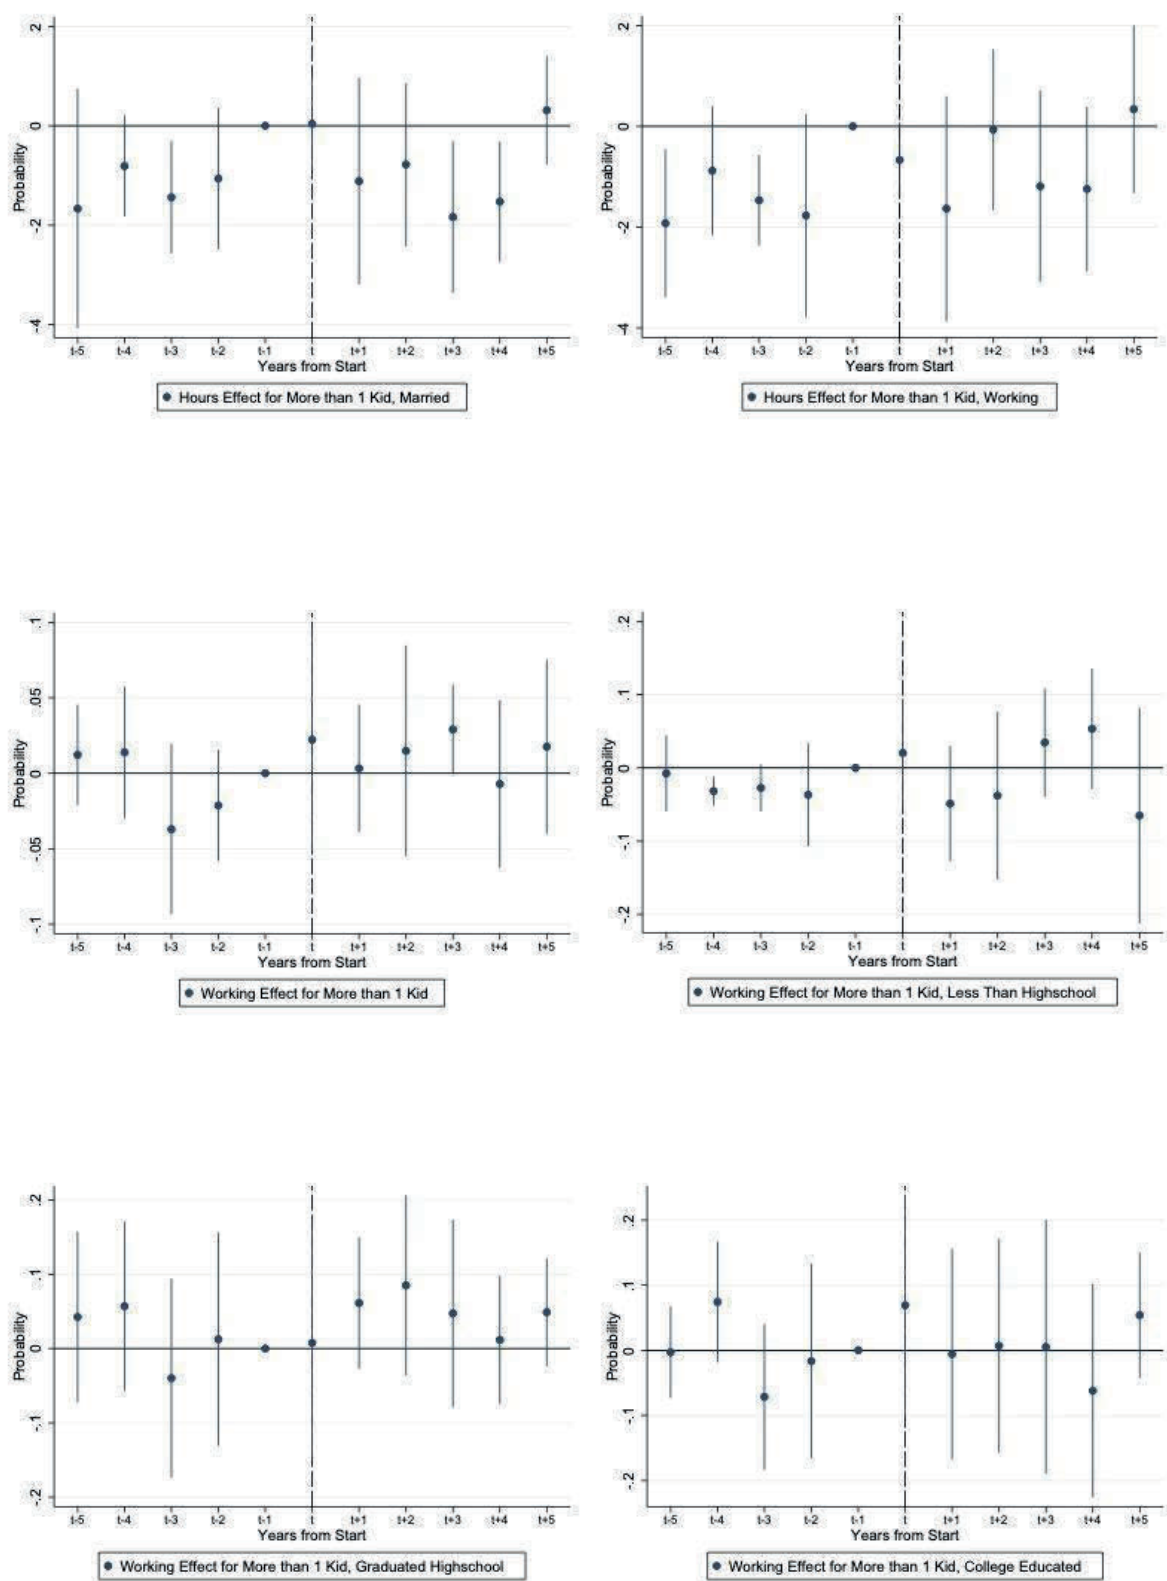 2
0
-2
-4
Probability
t-5 t-4 t-3 t-2 t-1 t t+1 t+2 t+3 t+4 t+5
Years from Start
Hours Effect for More than 1 Kid, Married
2
0
-2
-4
Probability
t-5 t-4 t-3 t-2 t-1 t t+1 t+2 t+3 t+4 t+5
Years from Start
Hours Effect for More than 1 Kid, Working
.1
.05
0
-.05
-.1
Probability
t-5 t-4 t-3 t-2 t-1 t t+1 t+2 t+3 t+4 t+5
Years from Start
Working Effect for More than 1 Kid
.2
.1
0
-.1
-.2
Probability
t-5 t-4 t-3 t-2 t-1 t t+1 t+2 t+3 t+4 t+5
Years from Start
Working Effect for More than 1 Kid, Less Than Highschool
.2
.1
0
-.1
-.2
Probability
t-5 t-4 t-3 t-2 t-1 t t+1 t+2 t+3 t+4 t+5
Years from Start
Working Effect for More than 1 Kid, Graduated Highschool
.2
.1
0
-.1
-.2
Probability
t-5 t-4 t-3 t-2 t-1 t t+1 t+2 t+3 t+4 t+5
Years from Start
Working Effect for More than 1 Kid, College Educated